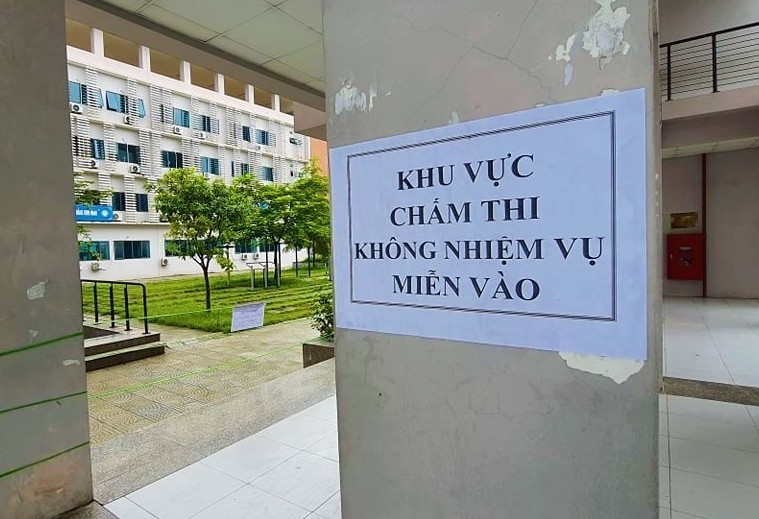 KHU VỰC
CHẤM THI
KHÔNG NHIỆM VỤ
MIỄN VÀO